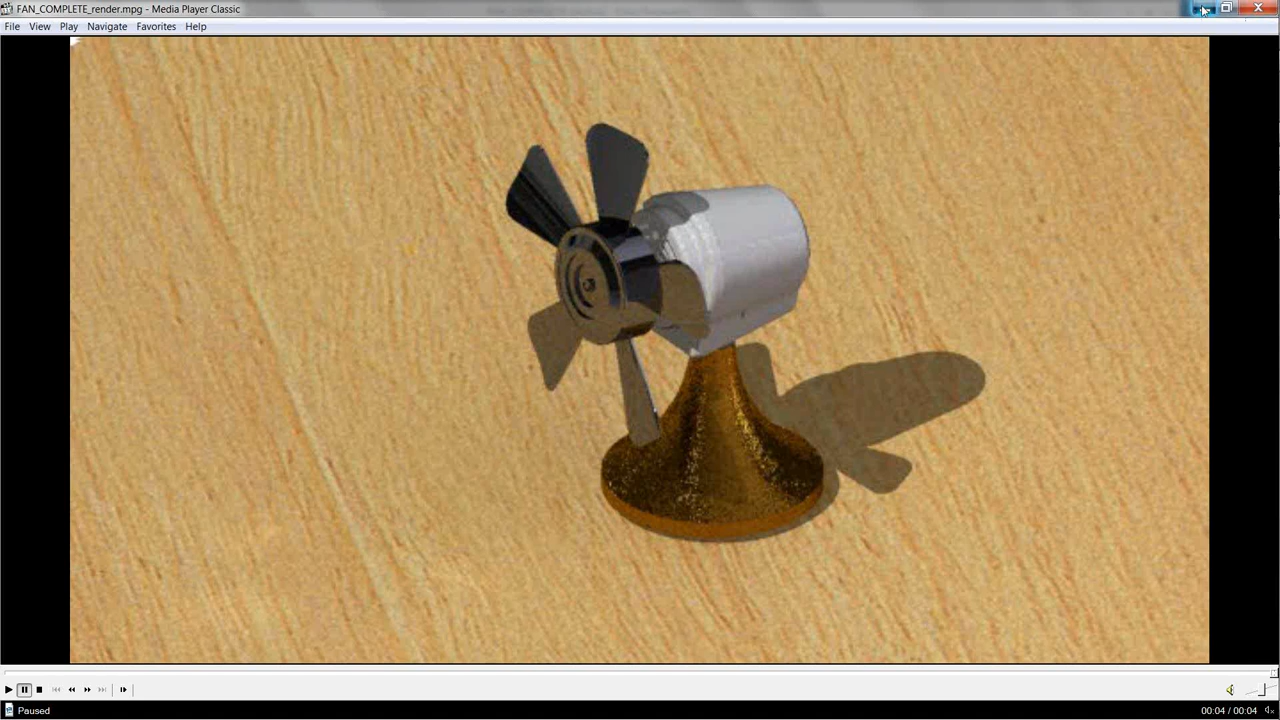 FAN_COMPLETE_render.mpg - Media Player Classic
File View Play Navigate Favorites Help
Paused 00:04 / 00:04